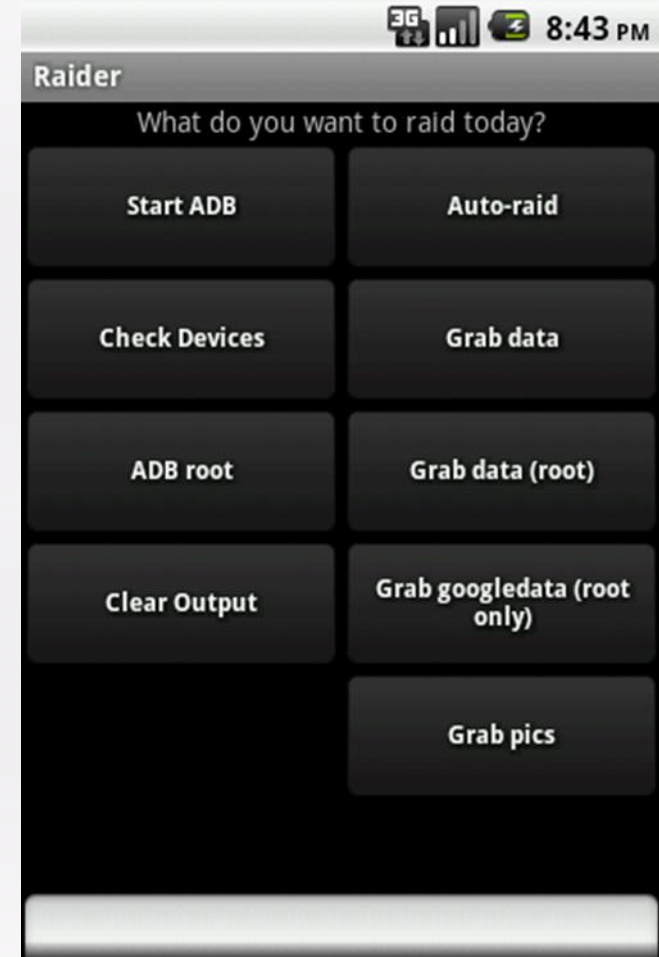 3G 8:43 PM
Raider
What do you want to raid today?
Start ADB
Auto-raid
Check Devices
Grab data
ADB root
Grab data (root)
Clear Output
Grab googledata (root
only)
Grab pics